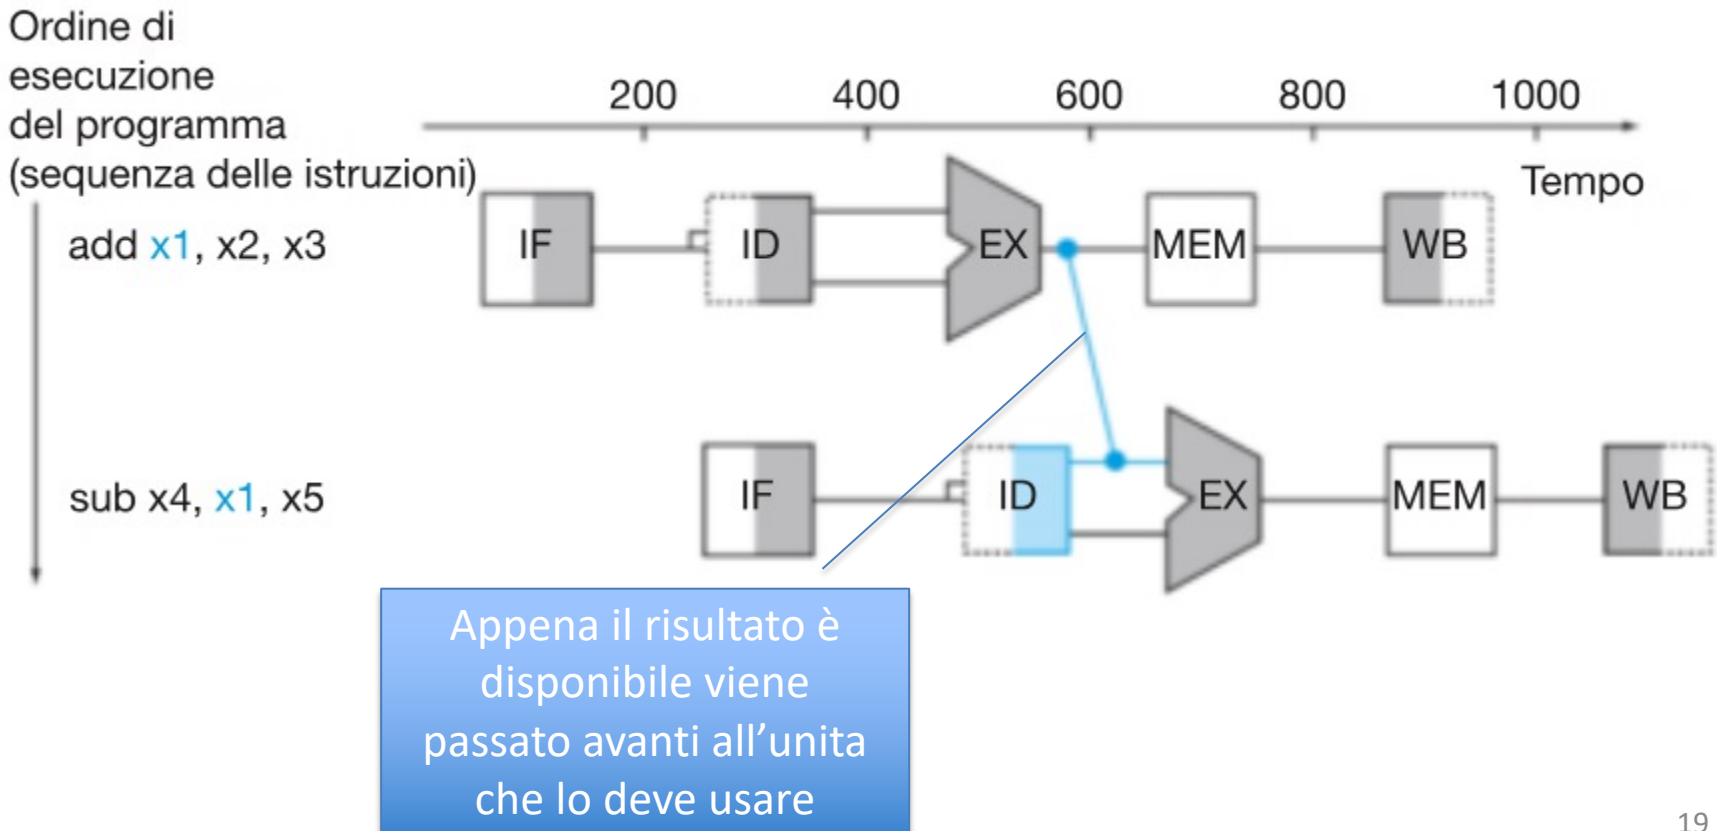 Ordine di
esecuzione
del programma
(sequenza delle istruzioni)
200 400 600 800 1000
Tempo
add x1, x2, x3
IF ID EX MEM WB
sub x4, x1, x5
IF ID EX MEM WB
Appena il risultato è
disponibile viene
passato avanti all’unita
che lo deve usare
19